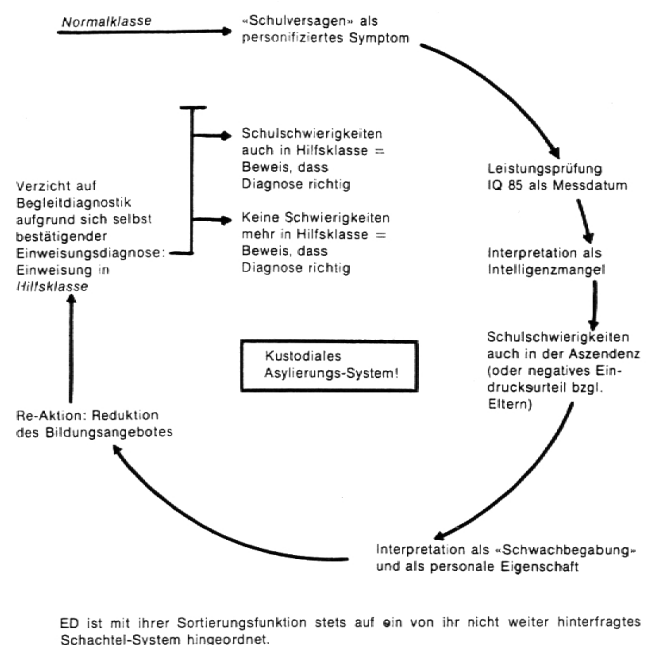 Normalklasse
«Schulversagen» als
personifiziertes Symptom
Leistungsprüfung
IQ 85 als Messdatum
Interpretation als
Intelligenzmangel
Schulschwierigkeiten
auch in der Aszendenz
(oder negatives Ein-
drucksurteil bzgl.
Eltern)
Interpretation als «Schwachbegabung»
und als personale Eigenschaft
Re-Aktion: Reduktion
des Bildungsangebotes
Verzicht auf
Begleitdiagnostik
aufgrund sich selbst
bestätigender
Einweisungsdiagnose:
Einweisung in
Hilfsklasse
Schulschwierigkeiten
auch in Hilfsklasse =
Beweis, dass
Diagnose richtig
Keine Schwierigkeiten
mehr in Hilfsklasse =
Beweis, dass
Diagnose richtig
Kustodiales
Asylierungs-System!
ED ist mit ihrer Sortierungsfunktion stets auf ein von ihr nicht weiter hinterfragtes
Schachtel-System hingeordnet.